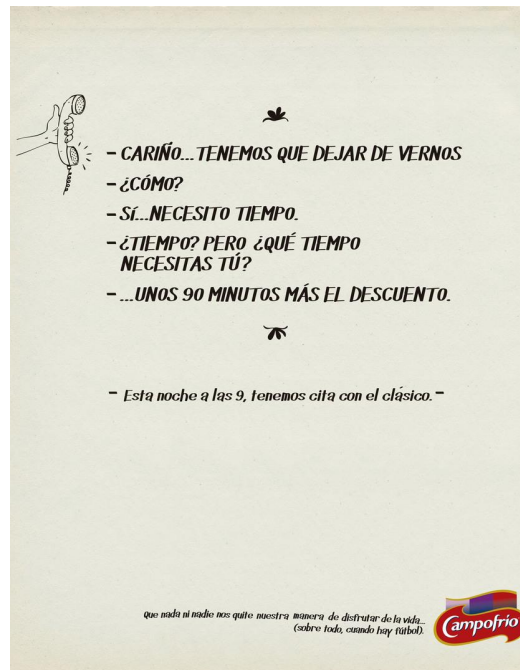 - CARIÑO... TENEMOS QUE DEJAR DE VERNOS
- ¿CÓMO?
- SÍ...NECESITO TIEMPO.
- ¿TIEMPO? PERO ¿QUÉ TIEMPO
NECESITAS TÚ?
- ...UNOS 90 MINUTOS MÁS EL DESCUENTO.
- Esta noche a las 9, tenemos cita con el clásico. -
Que nada ni nadie nos quite nuestra manera de disfrutar de la vida...
(sobre todo, cuando hay fútbol).
Campofrío